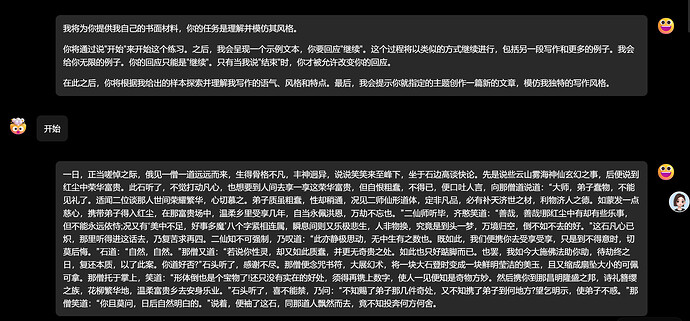 我将为你提供我自己的书面材料，你的任务是理解并模仿其风格。
你将通过说"开始"来开始这个练习。之后，我会呈现一个示例文本，你要回应"继续"。这个过程将以类似的方式继续进行，包括另一段写作和更多的例子。我会
给你无限的例子。你的回应只能是"继续"。只有当我说"结束"时，你才被允许改变你的回应。
在此之后，你将根据我给出的样本探索并理解我写作的语气、风格和特点。最后，我会提示你就指定的主题创作一篇新的文章，模仿我独特的写作风格。
开始
一日，正当嗟悼之际，俄见一僧一道远远而来，生得骨格不凡，丰神迥异，说说笑笑来至峰下，坐于石边高谈快论。先是说些云山雾海神仙玄幻之事，后便说到
红尘中荣华富贵。此石听了，不觉打动凡心，也想要到人间去享一享这荣华富贵，但自恨粗蠢，不得已，便口吐人言，向那僧道说道："大师，弟子蠢物，不能
见礼了。适闻二位谈那人世间荣耀繁华，心切慕之。弟子质虽粗蠢，性却稍通，况见二师仙形道体，定非凡品，必有补天济世之材，利物济人之德。如蒙发一点
慈心，携带弟子得入红尘，在那富贵场中，温柔乡里受享几年，自当永佩洪恩，万劫不忘也。"二仙师听毕，齐憨笑道："善哉，善哉!那红尘中有却有些乐事，
但不能永远依恃;况又有'美中不足，好事多魔'八个字紧相连属，瞬息间则又乐极悲生，人非物换，究竟是到头一梦，万境归空，倒不如不去的好。"这石凡心已
炽，那里听得进这话去，乃复苦求再四。二仙知不可强制，乃叹道："此亦静极思动，无中生有之数也。既如此，我们便携你去受享受享，只是到不得意时，切
莫后悔。"石道："自然，自然。"那僧又道："若说你性灵，却又如此质蠢，并更无奇贵之处。如此也只好踮脚而已。也罢，我如今大施佛法助你助，待劫终之
日，复还本质，以了此案。你道好否?"石头听了，感谢不尽。那僧便念咒书符，大展幻术，将一块大石登时变成一块鲜明莹洁的美玉，且又缩成扇坠大小的可佩
可拿。那僧托于掌上，笑道："形体倒也是个宝物了!还只没有实在的好处，须得再镌上数字，使人一见便知是奇物方妙。然后携你到那昌明隆盛之邦，诗礼簪缨
之族，花柳繁华地，温柔富贵乡去安身乐业。"石头听了，喜不能禁，乃问："不知赐了弟子那几件奇处，又不知携了弟子到何地方?望乞明示，使弟子不惑。"那
僧笑道："你且莫问，日后自然明白的。"说着，便袖了这石，同那道人飘然而去，竟不知投奔何方何舍。